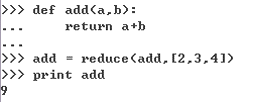 >>> def add(a,b):
...     return a+b
...
>>> add = reduce(add,[2,3,4])
>>> print add
9